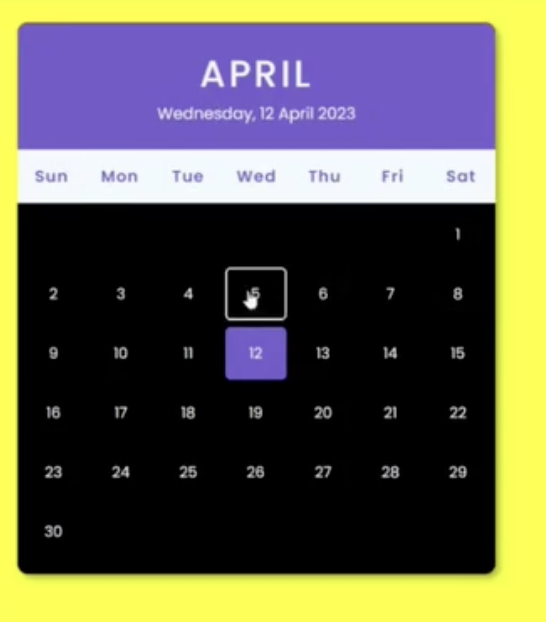 APRIL
Wednesday, 12 April 2023
Sun Mon Tue Wed Thu Fri Sat
1
2 3 4 5 6 7 8
9 10 11 12 13 14 15
16 17 18 19 20 21 22
23 24 25 26 27 28 29
30